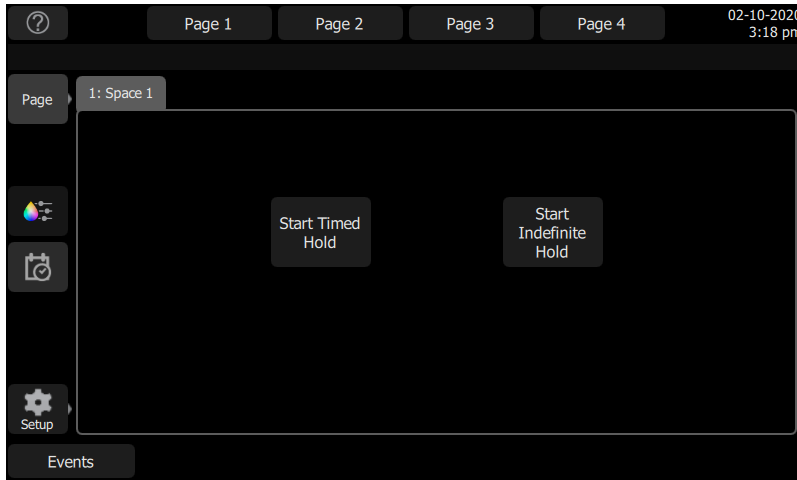 ?
Page 1
Page 2
Page 3
Page 4
02-10-2020
3:18 pm
Page
1: Space 1
Start Timed
Hold
Start
Indefinite
Hold
Setup
Events